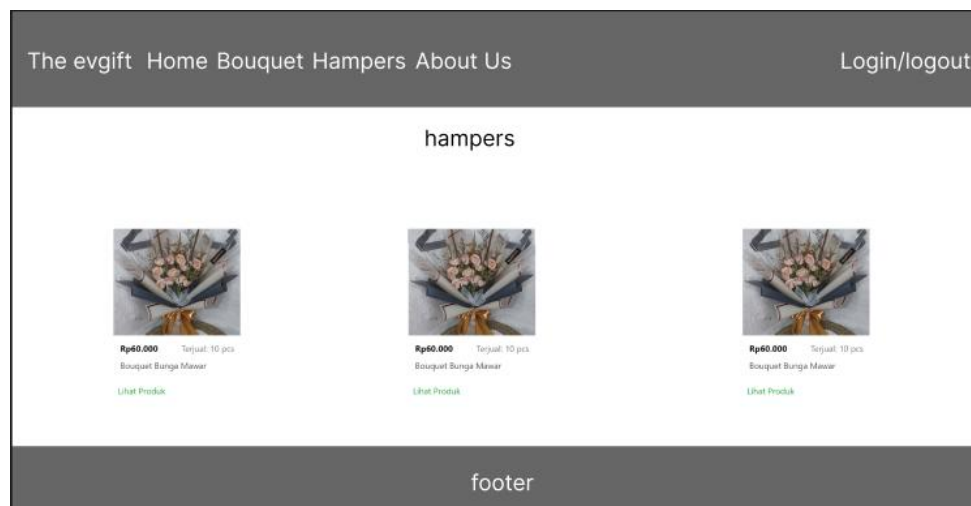 The evgift Home Bouquet Hampers About Us Login/logout
hampers
Rp60.000 Terjual: 10 pcs
Bouquet Bunga Mawar
Lihat Produk
Rp60.000 Terjual: 10 pcs
Bouquet Bunga Mawar
Lihat Produk
Rp60.000 Terjual: 10 pcs
Bouquet Bunga Mawar
Lihat Produk
footer